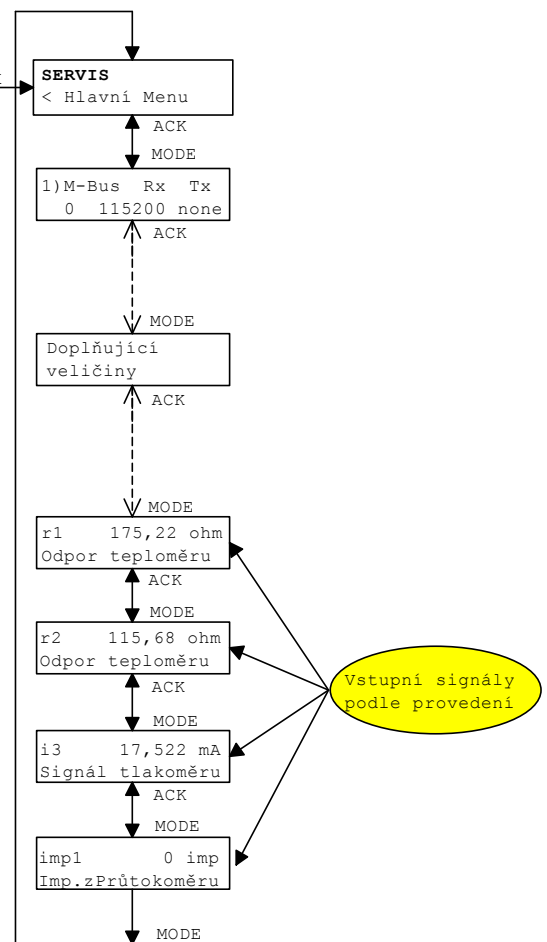 SERVIS
< Hlavní Menu
ACK
MODE
1)M-Bus Rx Tx
0 115200 none
ACK
MODE
Doplňující
veličiny
ACK
MODE
r1 175,22 ohm
Odpor teploměru
ACK
MODE
r2 115,68 ohm
Odpor teploměru
Vstupní signály
podle provedení
ACK
MODE
i3 17,522 mA
Signál tlakoměru
ACK
MODE
imp1 0 imp
Imp.zPrůtokoměru
MODE